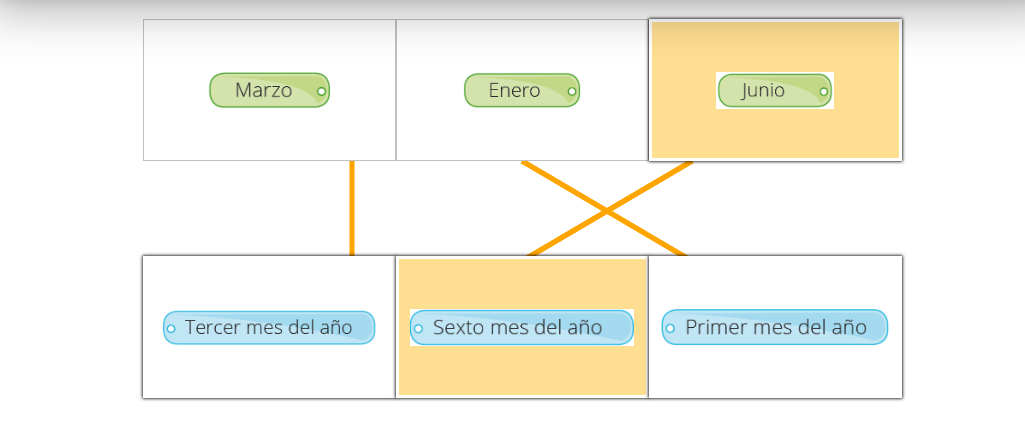 Marzo
Enero
Junio
Tercer mes del año
Sexto mes del año
Primer mes del año